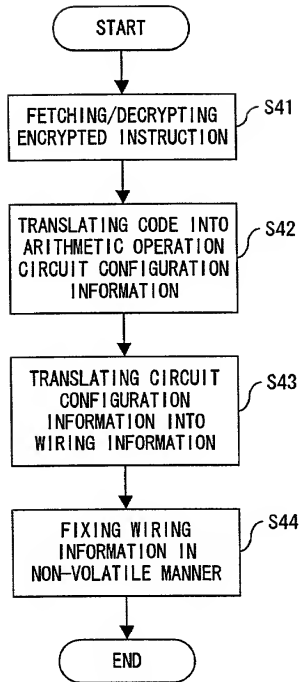 START
FETCHING/DECRYPTING
ENCRYPTED INSTRUCTION
S41
TRANSLATING CODE INTO
ARITHMETIC OPERATION
CIRCUIT CONFIGURATION
INFORMATION
S42
TRANSLATING CIRCUIT
CONFIGURATION
INFORMATION INTO
WIRING INFORMATION
S43
FIXING WIRING
INFORMATION IN
NON-VOLATILE MANNER
S44
END